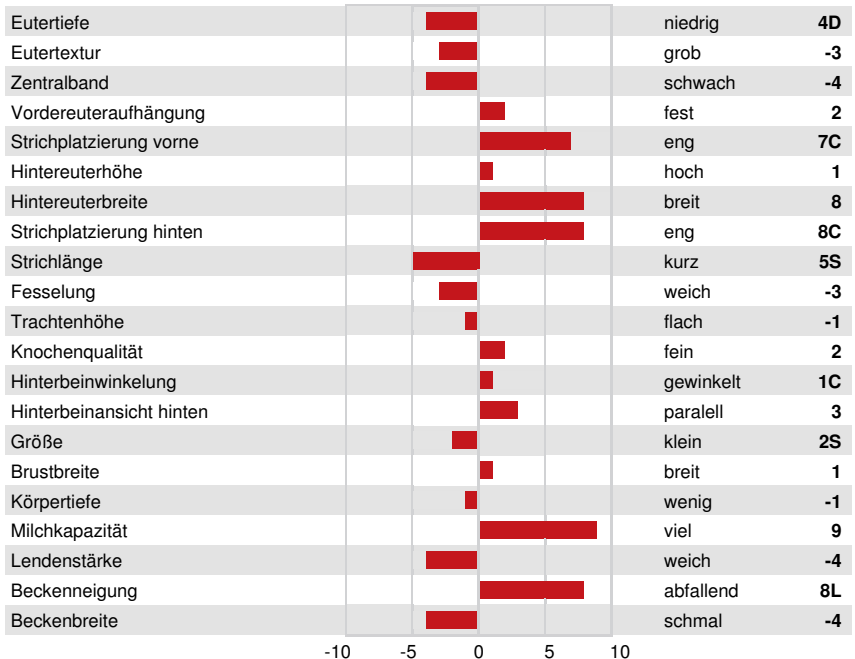 Eutertiefe niedrig 4D
Eutertextur grob -3
Zentralband schwach -4
Vordereuteraufhängung fest 2
Strichplatzierung vorne eng 7C
Hintereuterhöhe hoch 1
Hintereuterbreite breit 8
Strichplatzierung hinten eng 8C
Strichlänge kurz 5S
Fesselung weich -3
Trachtenhöhe flach -1
Knochenqualität fein 2
Hinterbeinwinkelung gewinkelt 1C
Hinterbeinansicht hinten paralell 3
Größe klein 2S
Brustbreite breit 1
Körpertiefe wenig -1
Milchkapazität viel 9
Lendenstärke weich -4
Beckenneigung abfallend 8L
Beckenbreite schmal -4
-10 -5 0 5 10